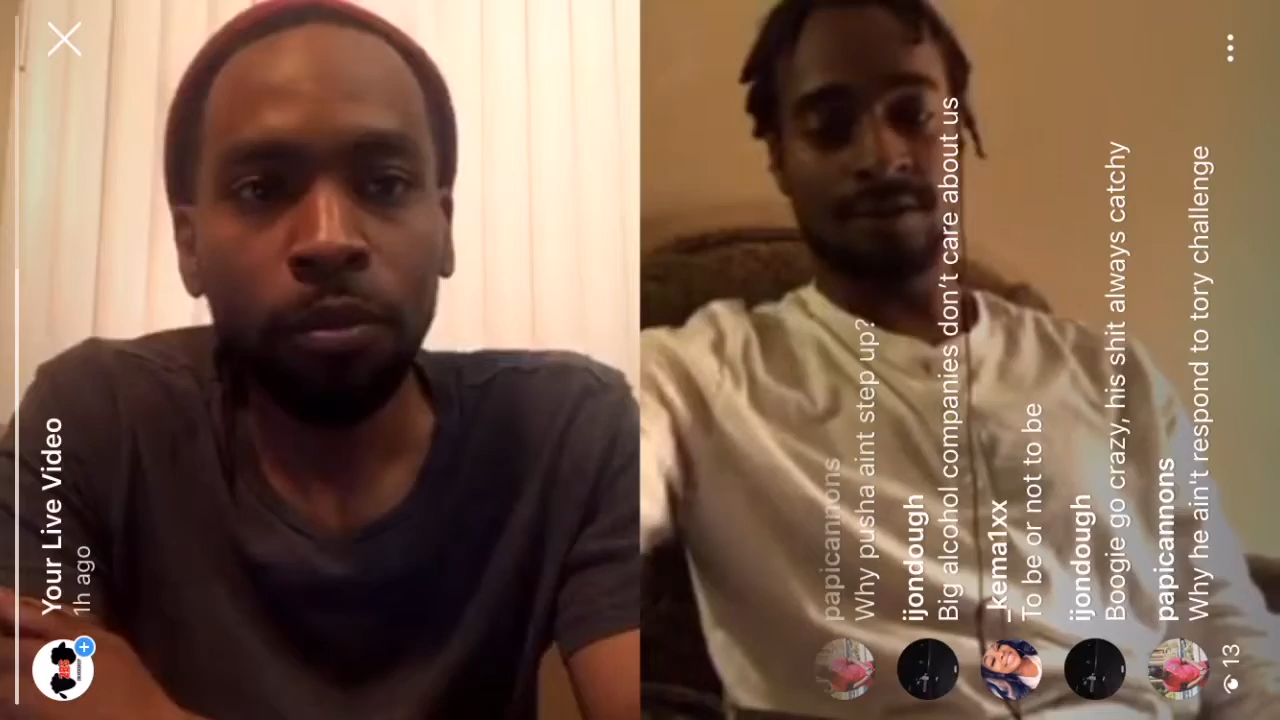 Your Live Video
1h ago
papicannons
Why pusha aint step up?
ijondough
Big alcohol companies don't care about us
_kema1xx
To be or not to be
ijondough
Boogie go crazy, his shit always catchy
papicannons
Why he ain't respond to tory challenge
13